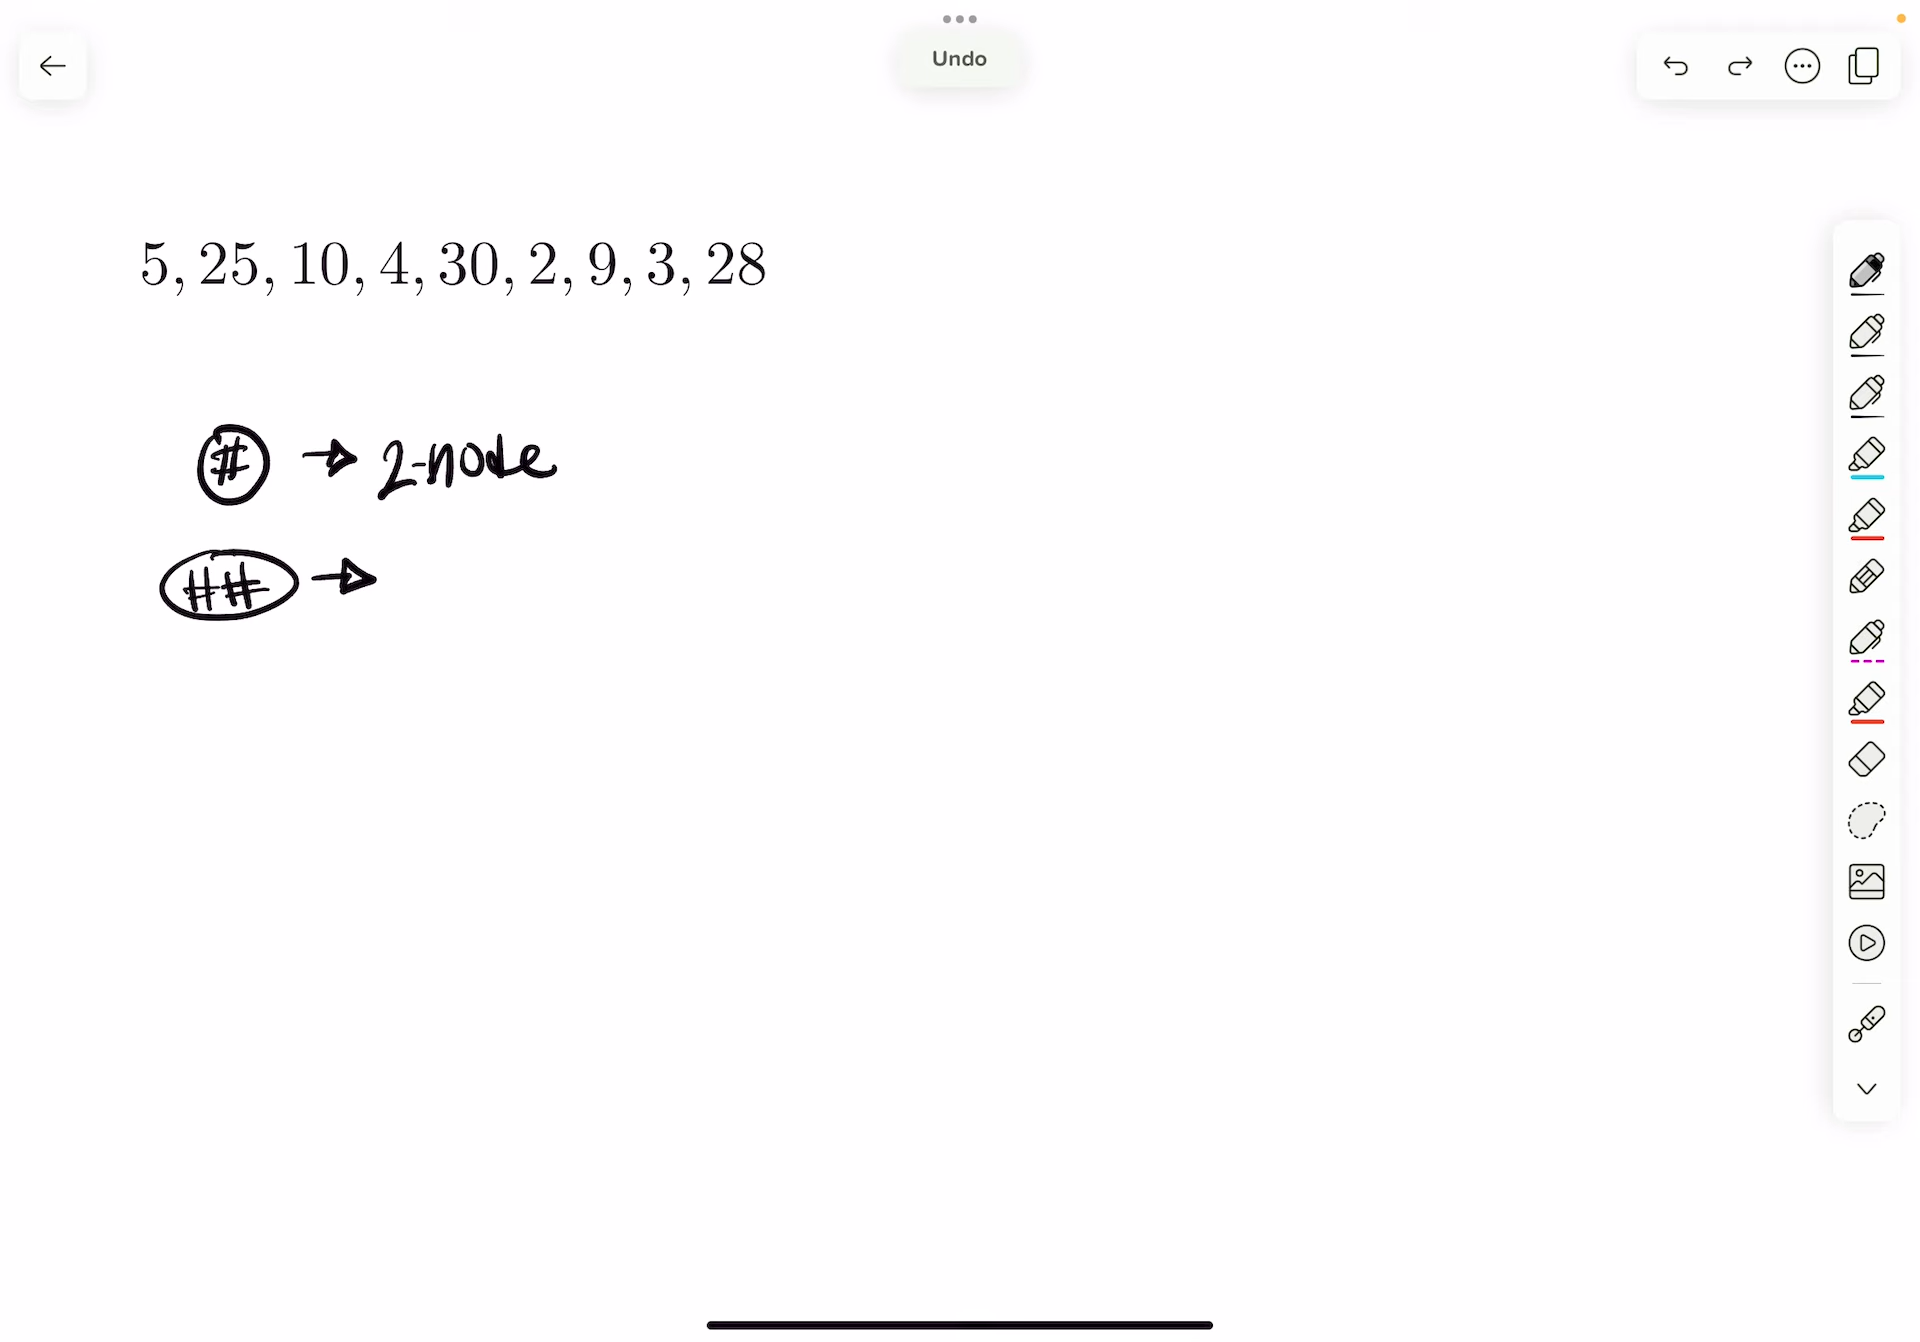 Undo
5, 25, 10, 4, 30, 2, 9, 3, 28
# → 2-node
## →